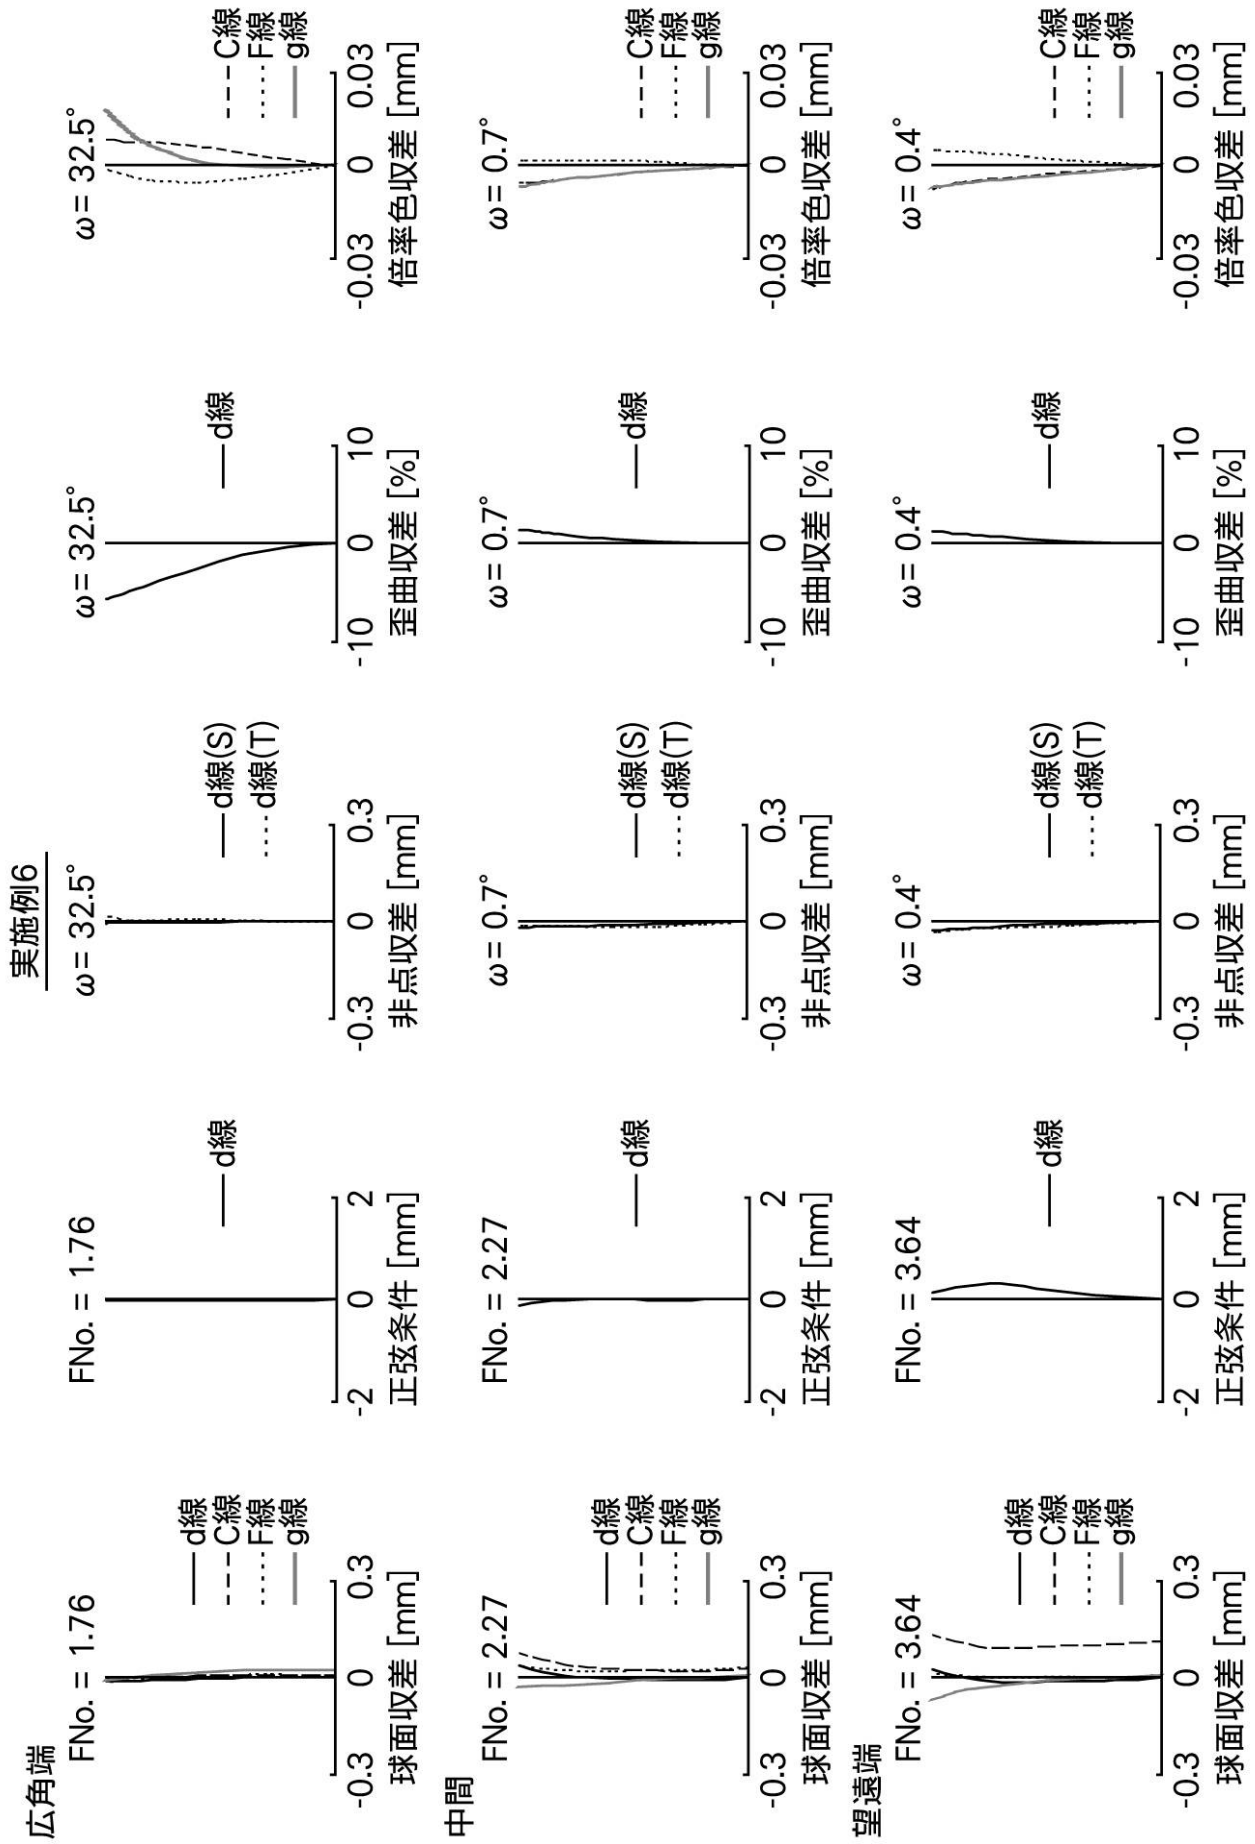 実施例6
広角端
FNo. = 1.76
d線
C線
F線
g線
-0.3
0
0.3
球面収差 [mm]
FNo. = 1.76
d線
-2
0
2
正弦条件 [mm]
ω = 32.5°
d線(S)
d線(T)
-0.3
0
0.3
非点収差 [mm]
ω = 32.5°
d線
-10
0
10
歪曲収差 [%]
ω = 32.5°
C線
F線
g線
-0.03
0
0.03
倍率色収差 [mm]
中間
FNo. = 2.27
d線
C線
F線
g線
-0.3
0
0.3
球面収差 [mm]
FNo. = 2.27
d線
-2
0
2
正弦条件 [mm]
ω = 0.7°
d線(S)
d線(T)
-0.3
0
0.3
非点収差 [mm]
ω = 0.7°
d線
-10
0
10
歪曲収差 [%]
ω = 0.7°
C線
F線
g線
-0.03
0
0.03
倍率色収差 [mm]
望遠端
FNo. = 3.64
d線
C線
F線
g線
-0.3
0
0.3
球面収差 [mm]
FNo. = 3.64
d線
-2
0
2
正弦条件 [mm]
ω = 0.4°
d線(S)
d線(T)
-0.3
0
0.3
非点収差 [mm]
ω = 0.4°
d線
-10
0
10
歪曲収差 [%]
ω = 0.4°
C線
F線
g線
-0.03
0
0.03
倍率色収差 [mm]